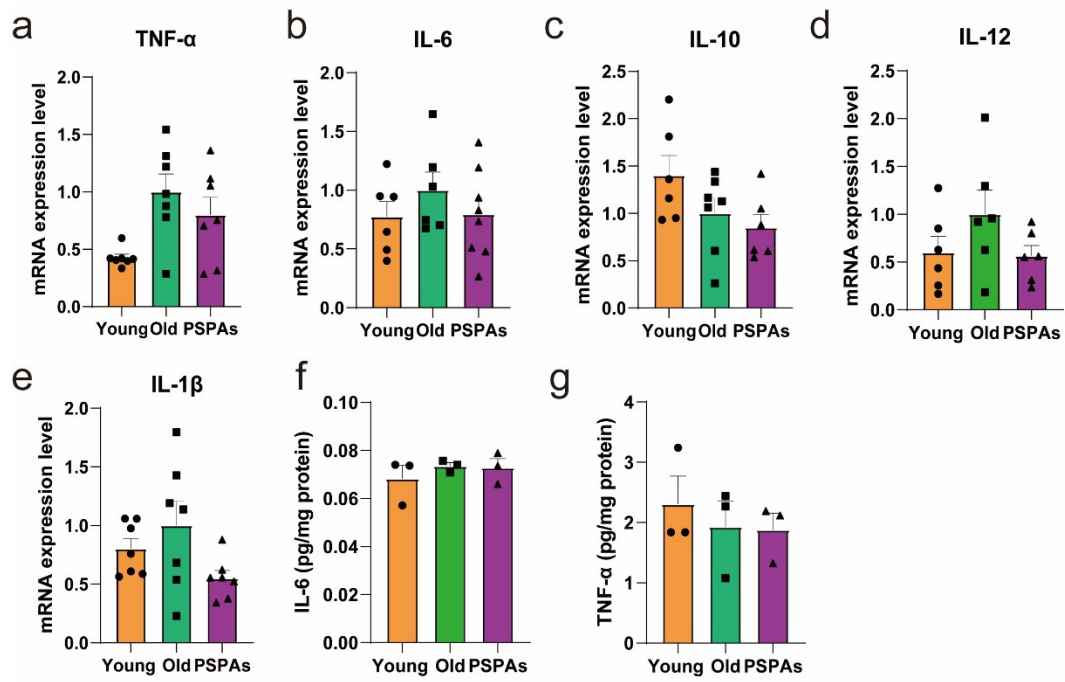 a
TNF-α
mRNA expression level
2.0
1.5
1.0
0.5
0.0
Young Old PSPAs
b
IL-6
mRNA expression level
2.0
1.5
1.0
0.5
0.0
Young Old PSPAs
c
IL-10
mRNA expression level
2.5
2.0
1.5
1.0
0.5
0.0
Young Old PSPAs
d
IL-12
mRNA expression level
2.5
2.0
1.5
1.0
0.5
0.0
Young Old PSPAs
e
IL-1β
mRNA expression level
2.0
1.5
1.0
0.5
0.0
Young Old PSPAs
f
IL-6 (pg/mg protein)
0.10
0.08
0.06
0.04
0.02
0.00
Young Old PSPAs
g
TNF-α (pg/mg protein)
4
3
2
1
0
Young Old PSPAs